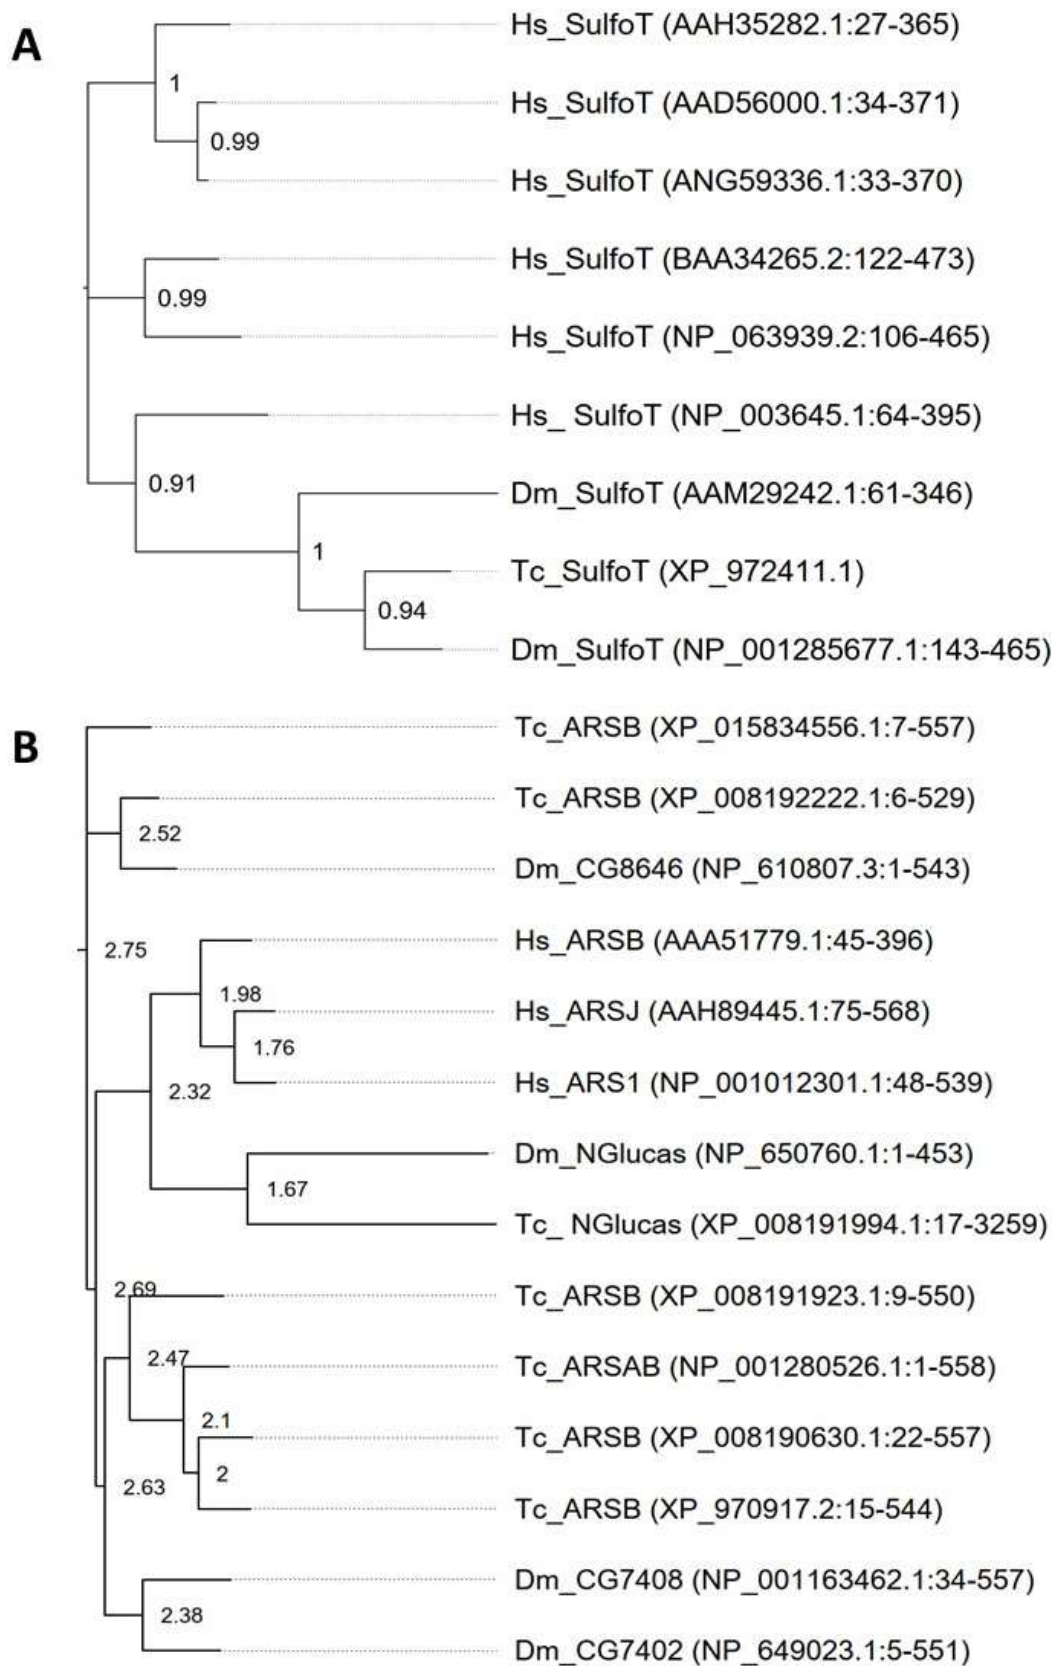 A
Hs_SulfoT (AAH35282.1:27-365)
1
Hs_SulfoT (AAD56000.1:34-371)
0.99
Hs_SulfoT (ANG59336.1:33-370)
Hs_SulfoT (BAA34265.2:122-473)
0.99
Hs_SulfoT (NP_063939.2:106-465)
Hs_ SulfoT (NP_003645.1:64-395)
0.91
Dm_SulfoT (AAM29242.1:61-346)
1
Tc_SulfoT (XP_972411.1)
0.94
Dm_SulfoT (NP_001285677.1:143-465)
B
Tc_ARSB (XP_015834556.1:7-557)
Tc_ARSB (XP_008192222.1:6-529)
2.52
Dm_CG8646 (NP_610807.3:1-543)
Hs_ARSB (AAA51779.1:45-396)
2.75
1.98
Hs_ARSJ (AAH89445.1:75-568)
1.76
Hs_ARS1 (NP_001012301.1:48-539)
2.32
Dm_NGlucas (NP_650760.1:1-453)
1.67
Tc_ NGlucas (XP_008191994.1:17-3259)
2.69
Tc_ARSB (XP_008191923.1:9-550)
2.47
Tc_ARSAB (NP_001280526.1:1-558)
2.1
Tc_ARSB (XP_008190630.1:22-557)
2
2.63
Tc_ARSB (XP_970917.2:15-544)
Dm_CG7408 (NP_001163462.1:34-557)
2.38
Dm_CG7402 (NP_649023.1:5-551)